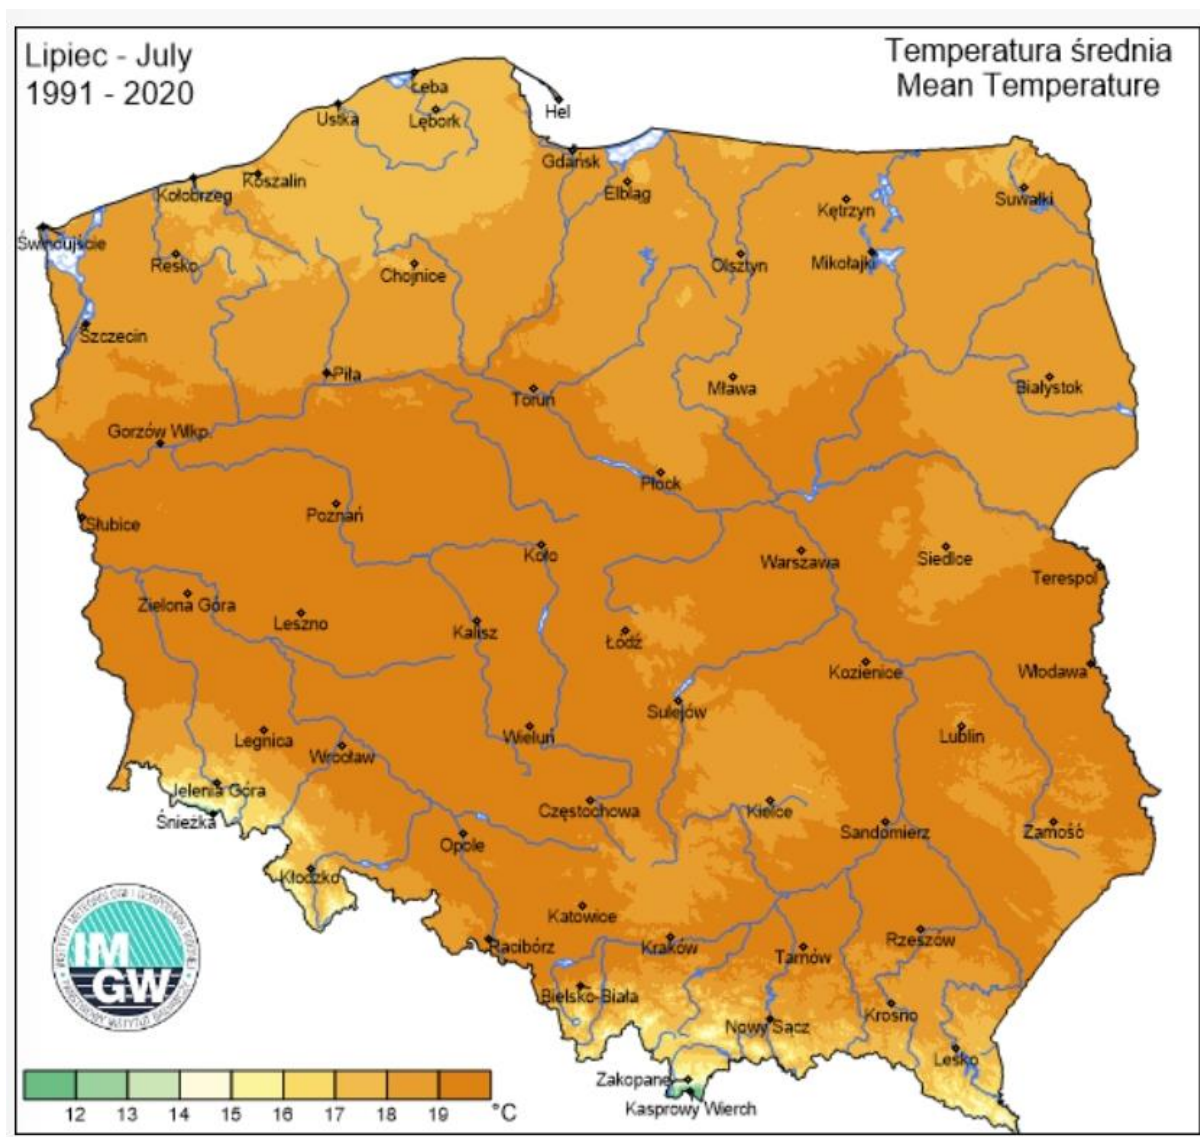 Lipiec - July
1991 - 2020
Temperatura średnia
Mean Temperature
Łeba
Hel
Ustka
Lębork
Gdańsk
Koszalin
Kołobrzeg
Elbląg
Suwałki
Kętrzyn
Świnoujście
Resko
Chojnice
Olsztyn
Mikołajki
Szczecin
Piła
Toruń
Mława
Białystok
Gorzów Wlkp.
Płock
Słubice
Poznań
Koło
Warszawa
Siedlce
Terespol
Zielona Góra
Leszno
Kalisz
Łódź
Kozienice
Włodawa
Sulejów
Legnica
Wrocław
Wieluń
Lublin
Jelenia Góra
Śnieżka
Częstochowa
Kielce
Sandomierz
Zamość
Opole
Kłodzko
Katowice
Racibórz
Kraków
Tarnów
Rzeszów
Bielsko-Biała
Nowy Sącz
Krosno
Lesko
Zakopane
Kasprowy Wierch
IM
GW
12 13 14 15 16 17 18 19 °C